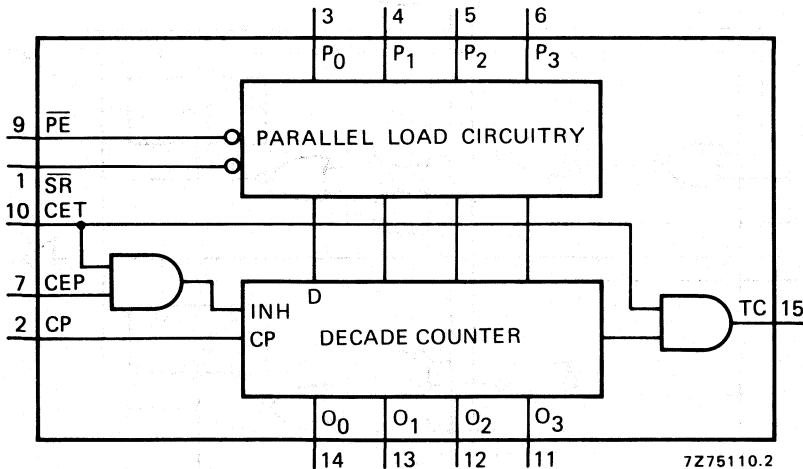 3 4 5 6
P0 P1 P2 P3
9 PE
PARALLEL LOAD CIRCUITRY
1 SR
10 CET
7 CEP
D
INH
TC 15
2 CP
CP
DECADE COUNTER
O0 O1 O2 O3
14 13 12 11
7Z75110.2